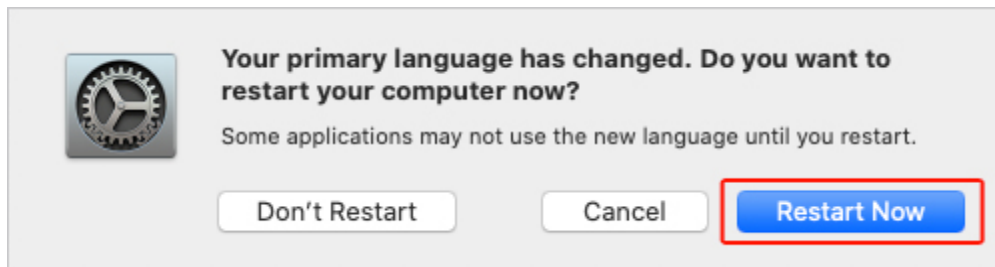 Your primary language has changed. Do you want to
restart your computer now?
Some applications may not use the new language until you restart.
Don't Restart
Cancel
Restart Now